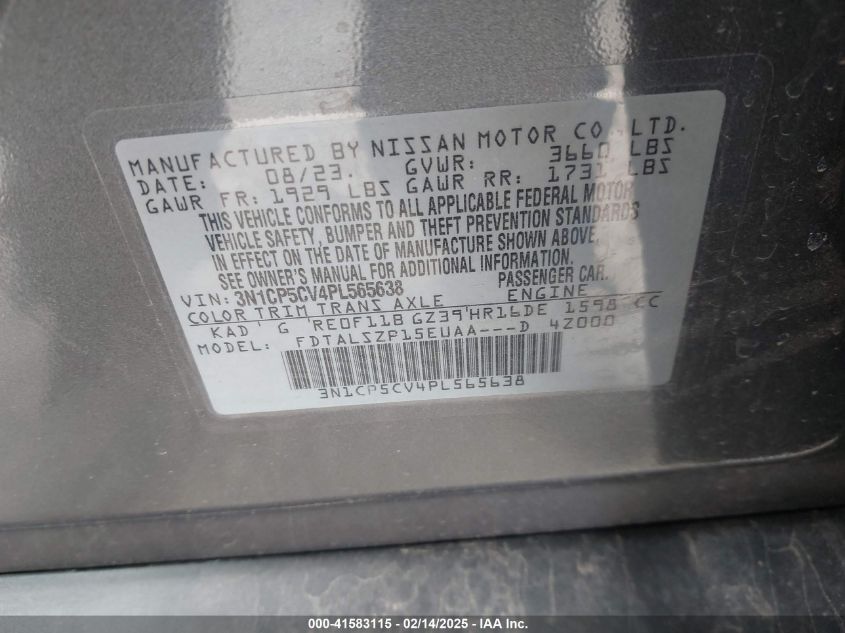 MANUFACTURED BY NISSAN MOTOR CO.,LTD.
DATE: 08/23. GVWR: 3660 LBS
GAWR FR: 1929 LBS GAWR RR: 1731 LBS
THIS VEHICLE CONFORMS TO ALL APPLICABLE FEDERAL MOTOR
VEHICLE SAFETY, BUMPER AND THEFT PREVENTION STANDARDS
IN EFFECT ON THE DATE OF MANUFACTURE SHOWN ABOVE.
SEE OWNER'S MANUAL FOR ADDITIONAL INFORMATION.
VIN: 3N1CP5CV4PL565638 PASSENGER CAR.
COLOR TRIM TRANS AXLE ENGINE
KAD G RE0F11B GZ39 HR16DE 1598 CC
MODEL: FDTALSZP15EUAA---D 4Z000
3N1CP5CV4PL565638
000-41583115 - 02/14/2025 - IAA Inc.